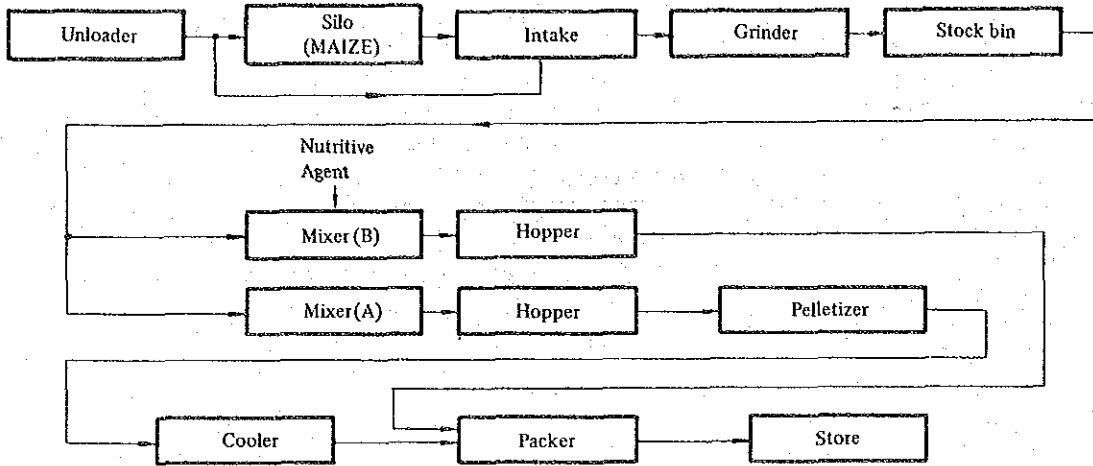 Unloader
Silo
(MAIZE)
Intake
Grinder
Stock bin
Nutritive
Agent
Mixer (B)
Hopper
Mixer (A)
Hopper
Pelletizer
Cooler
Packer
Store